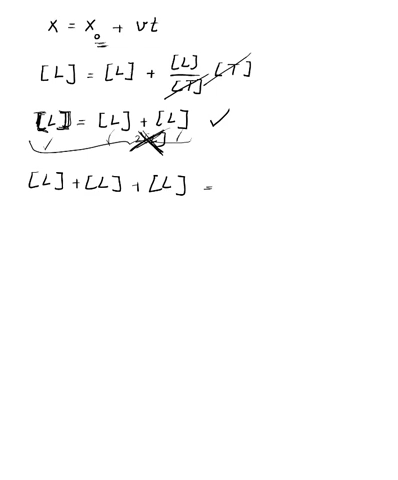 x = x₀ + vt
[L] = [L] + [L]/[T] [T]
[L] = [L] + [L] ✓
[L] + [L] + [L] =